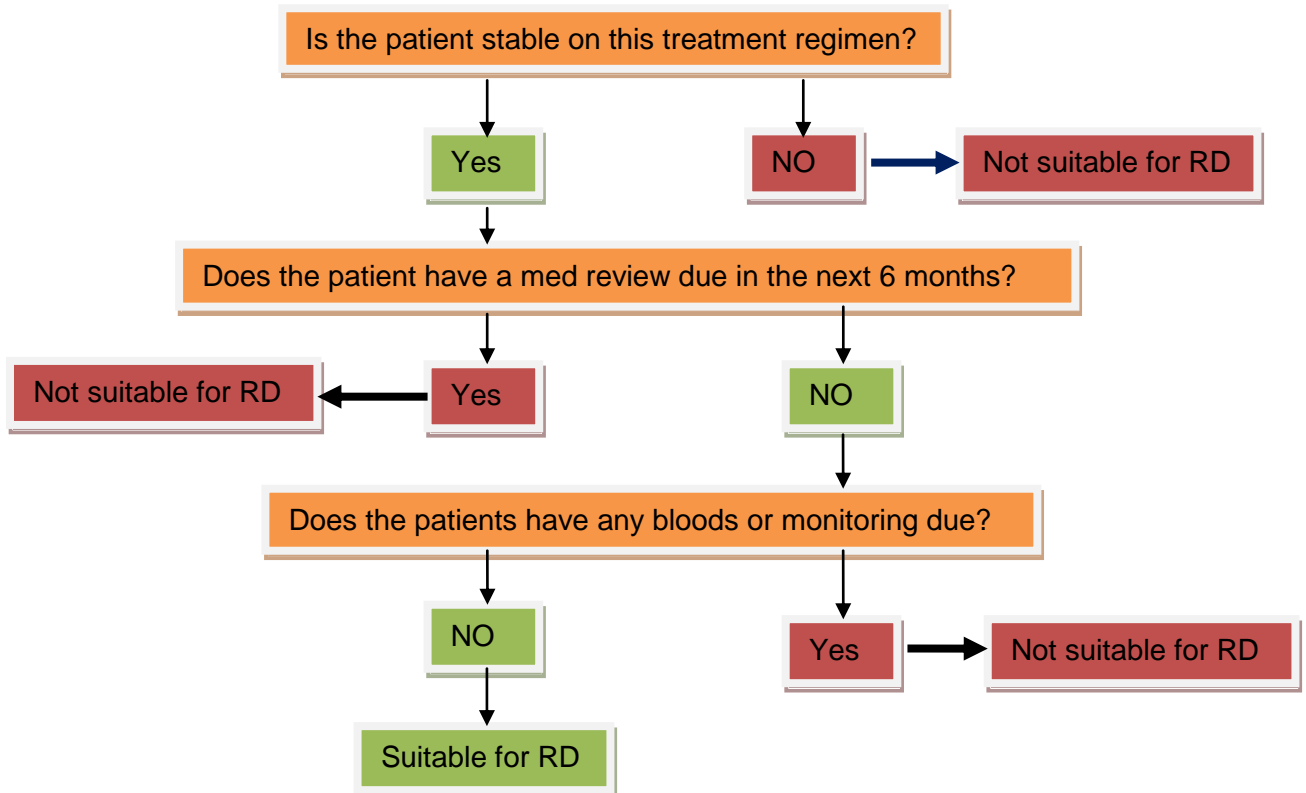 Is the patient stable on this treatment regimen?
Yes
NO
Not suitable for RD
Does the patient have a med review due in the next 6 months?
Not suitable for RD
Yes
NO
Does the patients have any bloods or monitoring due?
NO
Yes
Not suitable for RD
Suitable for RD